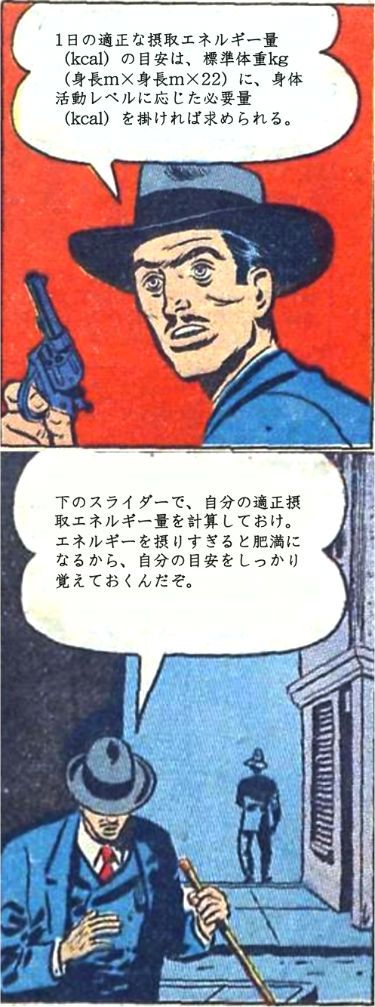 1日の適正な摂取エネルギー量
（kcal）の目安は、標準体重kg
（身長m×身長m×22）に、身体
活動レベルに応じた必要量
（kcal）を掛ければ求められる。
下のスライダーで、自分の適正摂
取エネルギー量を計算しておけ。
エネルギーを摂りすぎると肥満に
なるから、自分の目安をしっかり
覚えておくんだぞ。